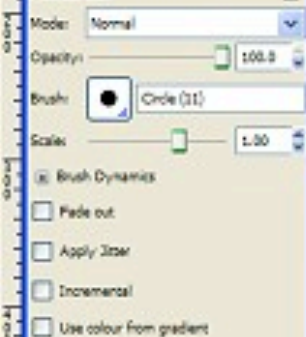 Mode: Normal
Opacity: 100.0
Brush: Circle (11)
Scale: 1.00
Brush Dynamics
Fade out
Apply Jitter
Incremental
Use colour from gradient